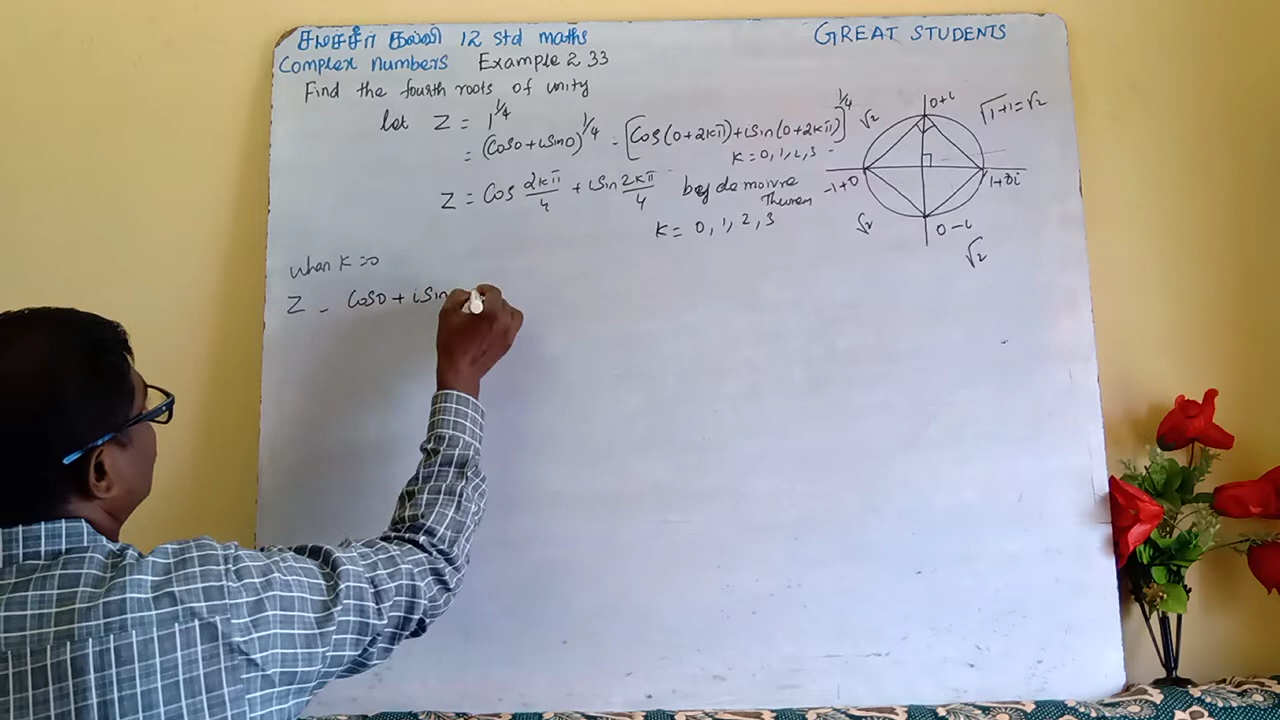 சமச்சீர் கல்வி 12 std maths
GREAT STUDENTS
Complex Numbers Example 2 33
Find the fourth roots of unity
let Z = 1^1/4
= (Cos0 + iSin0)^1/4 = [Cos(0+2kπ)+iSin(0+2kπ)]^1/4
K = 0, 1, 2, 3
Z = Cos 2kπ/4 + iSin 2kπ/4 by de moivre
Theorem
K = 0, 1, 2, 3
0+i
√2
√1+1 = √2
-1+0
1+0i
√2
0-i
√2
when K = 0
Z = Cos0 + iSin